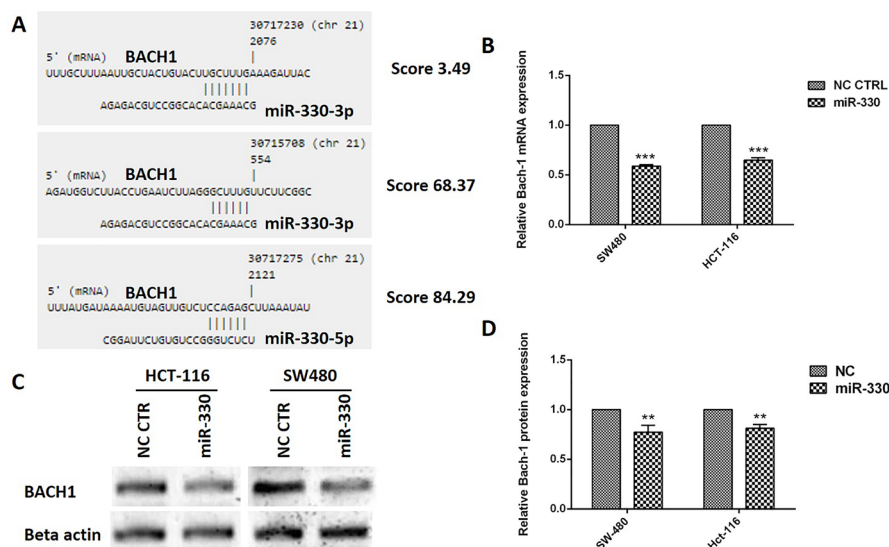 A
30717230 (chr 21)
2076
5' (mRNA) BACH1
UUUGCUUUAAUUGCUACUGUACUUGCUUUGAAAGAUUAC
AGAGACGUCCGGCACACGAAACG miR-330-3p
Score 3.49
30715708 (chr 21)
554
5' (mRNA) BACH1
AGAUGGUCUUACCUGAAUCUUAGGGCUUUGUUCUUCGGC
AGAGACGUCCGGCACACGAAACG miR-330-3p
Score 68.37
30717275 (chr 21)
2121
5' (mRNA) BACH1
UUUAUGAUAAAAUGUAGUUGUCUCCAGAGCUUAAAUAU
CGGAUUCUGUGUCCGGGUCUCU miR-330-5p
Score 84.29
B
Relative Bach-1 mRNA expression
1.5
1.0
0.5
0.0
***
***
SW480
HCT-116
NC CTRL
miR-330
C
HCT-116 SW480
NC CTR miR-330 NC CTR miR-330
BACH1
Beta actin
D
Relative Bach-1 protein expression
1.5
1.0
0.5
0.0
**
**
SW-480
Hct-116
NC
miR-330